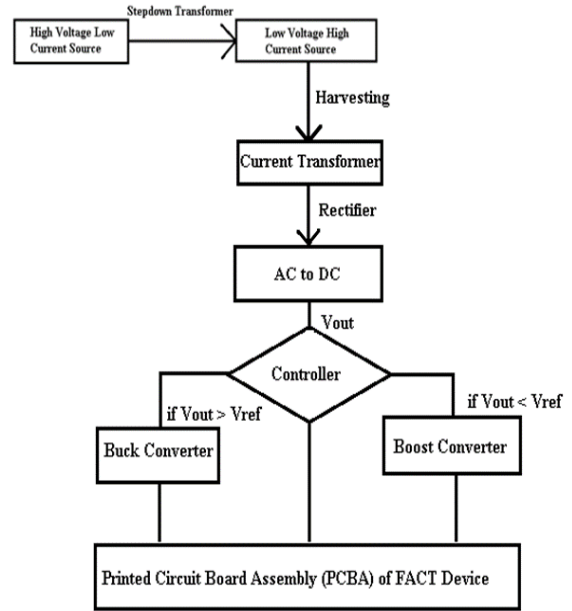 Stepdown Transformer
High Voltage Low
Current Source
Low Voltage High
Current Source
Harvesting
Current Transformer
Rectifier
AC to DC
Vout
Controller
if Vout > Vref
if Vout < Vref
Buck Converter
Boost Converter
Printed Circuit Board Assembly (PCBA) of FACT Device